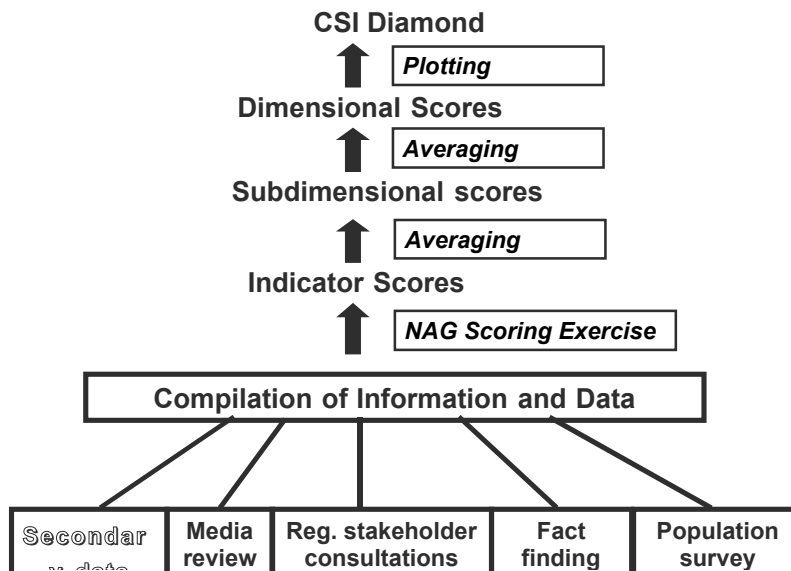 CSI Diamond
Plotting
Dimensional Scores
Averaging
Subdimensional scores
Averaging
Indicator Scores
NAG Scoring Exercise
Compilation of Information and Data
Secondar
y data
Media
review
Reg. stakeholder
consultations
Fact
finding
Population
survey